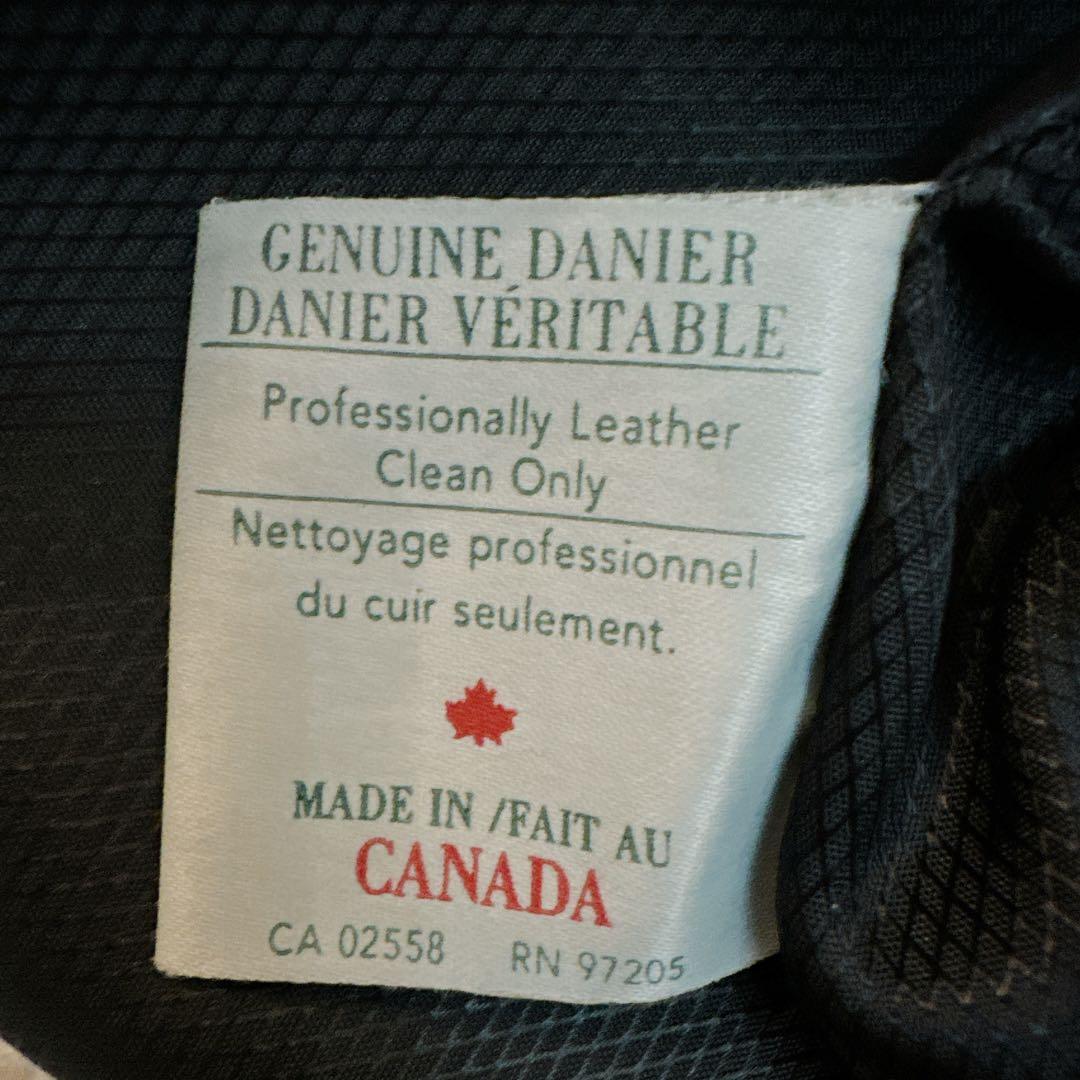 GENUINE DANIER
DANIER VÉRITABLE
Professionally Leather
Clean Only
Nettoyage professionnel
du cuir seulement.
MADE IN /FAIT AU
CANADA
CA 02558 RN 97205